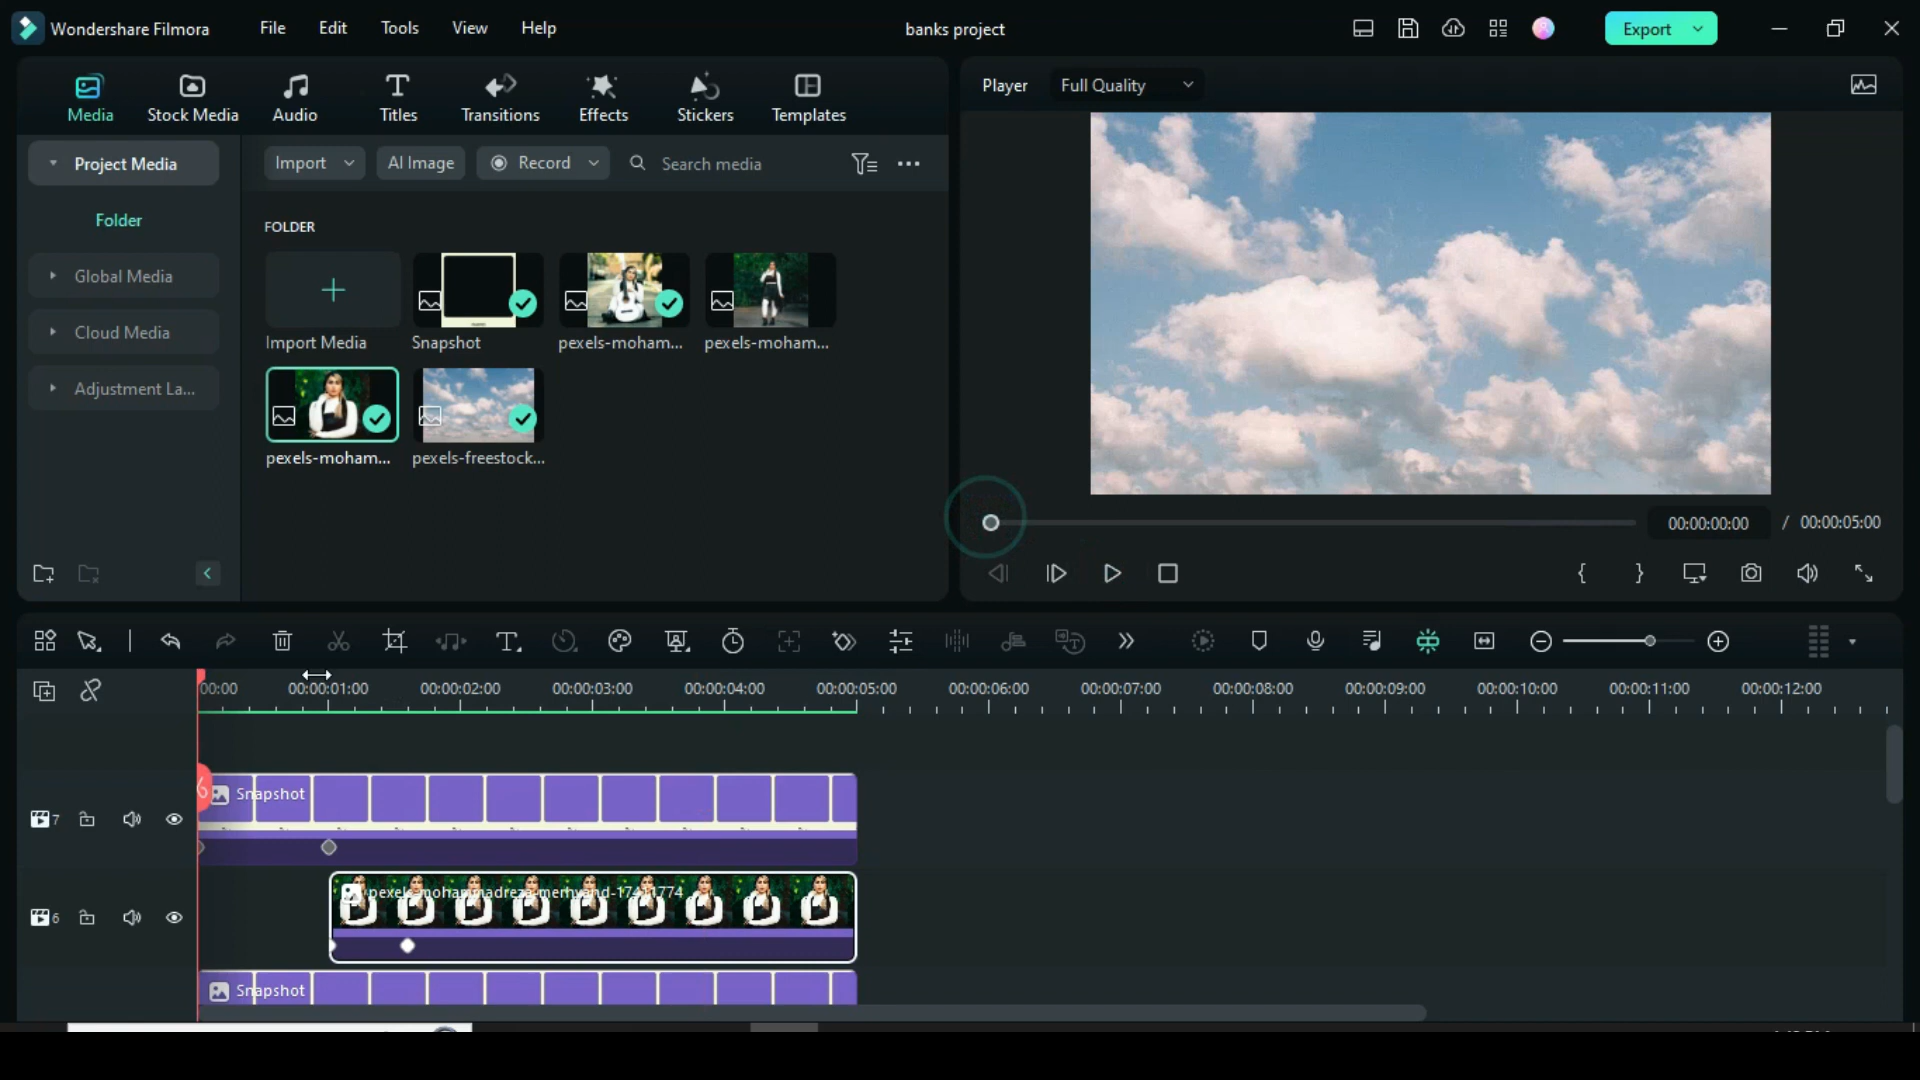 Wondershare Filmora
File
Edit
Tools
View
Help
banks project
Export
Media
Stock Media
Audio
Titles
Transitions
Effects
Stickers
Templates
Player
Full Quality
Project Media
Import
AI Image
Record
Search media
Folder
FOLDER
Global Media
Cloud Media
Adjustment La...
Import Media
Snapshot
pexels-moham...
pexels-moham...
pexels-moham...
pexels-freestock...
00:00:00:00
/ 00:00:05:00
00:00
00:00:01:00
00:00:02:00
00:00:03:00
00:00:04:00
00:00:05:00
00:00:06:00
00:00:07:00
00:00:08:00
00:00:09:00
00:00:10:00
00:00:11:00
00:00:12:00
Snapshot
7
6
Snapshot